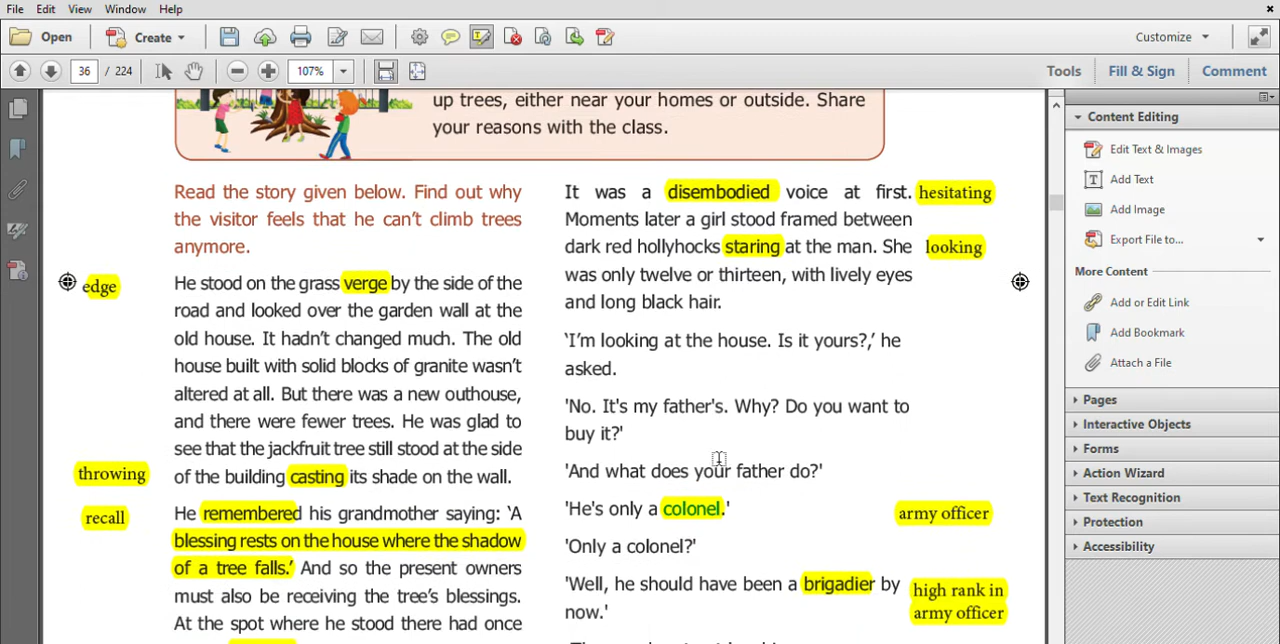 File Edit View Window Help
Open Create Customize
36 / 224 107% Tools Fill & Sign Comment
up trees, either near your homes or outside. Share
your reasons with the class.
Read the story given below. Find out why
the visitor feels that he can't climb trees
anymore.
edge
He stood on the grass verge by the side of the
road and looked over the garden wall at the
old house. It hadn't changed much. The old
house built with solid blocks of granite wasn't
altered at all. But there was a new outhouse,
and there were fewer trees. He was glad to
see that the jackfruit tree still stood at the side
throwing
of the building casting its shade on the wall.
recall
He remembered his grandmother saying: ‘A
blessing rests on the house where the shadow
of a tree falls.’ And so the present owners
must also be receiving the tree's blessings.
At the spot where he stood there had once
It was a disembodied voice at first. hesitating
Moments later a girl stood framed between
dark red hollyhocks staring at the man. She looking
was only twelve or thirteen, with lively eyes
and long black hair.
‘I'm looking at the house. Is it yours?,’ he
asked.
'No. It's my father's. Why? Do you want to
buy it?'
'And what does your father do?'
'He's only a colonel.' army officer
'Only a colonel?'
'Well, he should have been a brigadier by
now.'
high rank in
army officer
Content Editing
Edit Text & Images
Add Text
Add Image
Export File to...
More Content
Add or Edit Link
Add Bookmark
Attach a File
Pages
Interactive Objects
Forms
Action Wizard
Text Recognition
Protection
Accessibility